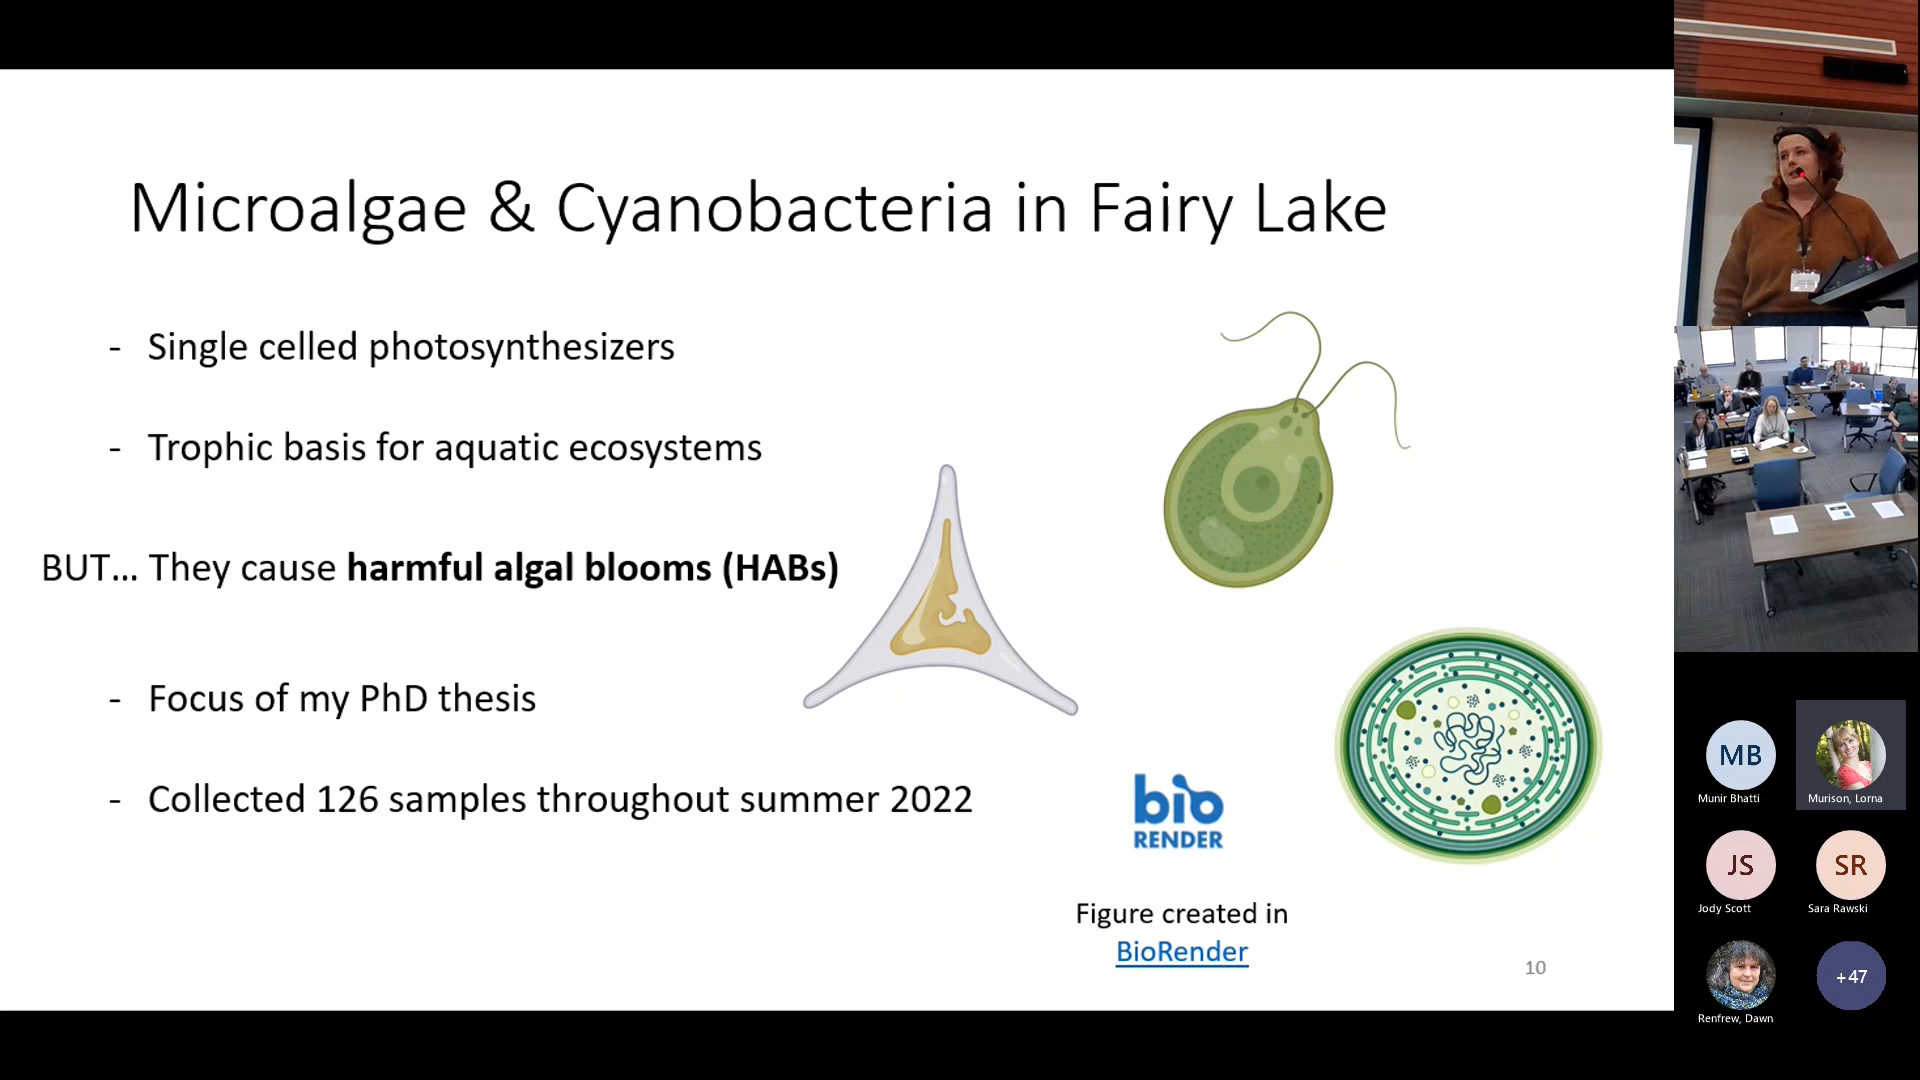 Microalgae & Cyanobacteria in Fairy Lake
- Single celled photosynthesizers
- Trophic basis for aquatic ecosystems
BUT... They cause harmful algal blooms (HABs)
- Focus of my PhD thesis
- Collected 126 samples throughout summer 2022
bio
RENDER
Figure created in
BioRender
10
MB
Munir Bhatti
Murison, Lorna
JS
Jody Scott
SR
Sara Rawski
Renfrew, Dawn
+47